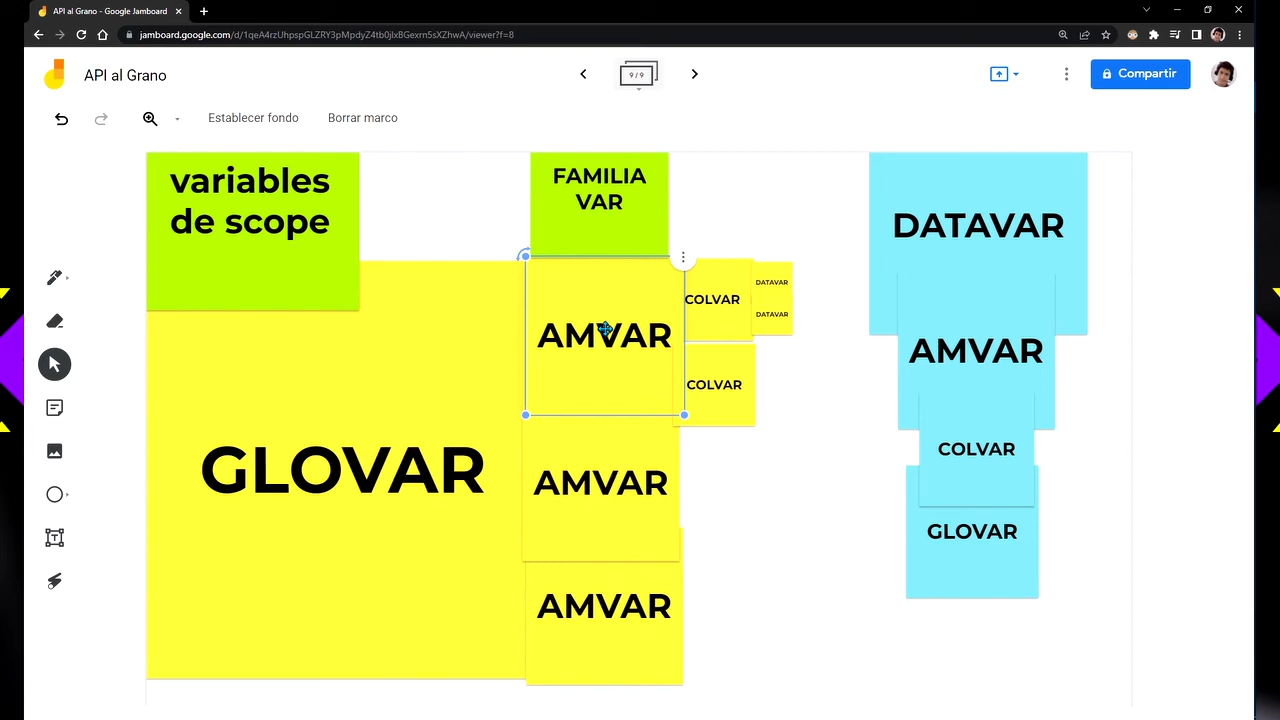 API al Grano - Google Jamboard
jamboard.google.com/d/1qeA4rzUhpspGLZRY3pMpdyZ4tb0jlxBGexrn5sXZhwA/viewer?f=8
API al Grano
9 / 9
Compartir
Establecer fondo
Borrar marco
variables
de scope
FAMILIA
VAR
DATAVAR
AMVAR
COLVAR
DATAVAR
DATAVAR
COLVAR
GLOVAR
AMVAR
AMVAR
AMVAR
COLVAR
GLOVAR